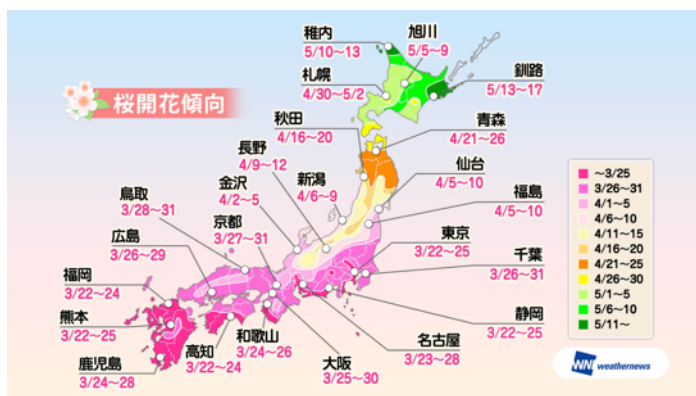 桜開花傾向
稚内
5/10～13
旭川
5/5～9
札幌
4/30～5/2
釧路
5/13～17
秋田
4/16～20
青森
4/21～26
長野
4/9～12
仙台
4/5～10
新潟
4/6～9
金沢
4/2～5
福島
4/5～10
鳥取
3/28～31
京都
3/27～31
東京
3/22～25
広島
3/26～29
千葉
3/26～31
福岡
3/22～24
静岡
3/22～25
熊本
3/22～25
和歌山
3/24～26
名古屋
3/23～28
高知
3/22～24
鹿児島
3/24～28
大阪
3/25～30
～3/25
3/26～31
4/1～5
4/6～10
4/11～15
4/16～20
4/21～25
4/26～30
5/1～5
5/6～10
5/11～
WNI weathernews